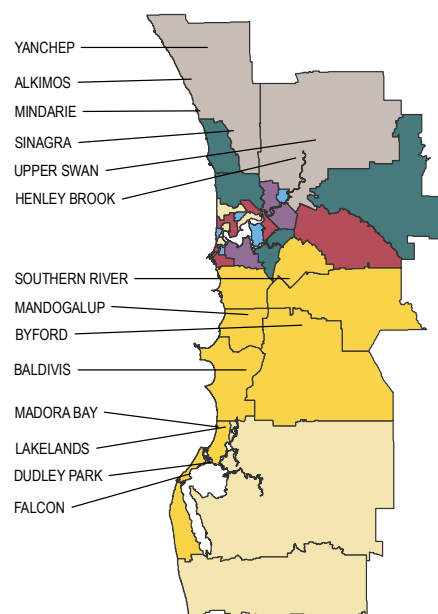 YANCHEP
ALKIMOS
MINDARIE
SINAGRA
UPPER SWAN
HENLEY BROOK
SOUTHERN RIVER
MANDOGALUP
BYFORD
BALDIVIS
MADORA BAY
LAKELANDS
DUDLEY PARK
FALCON